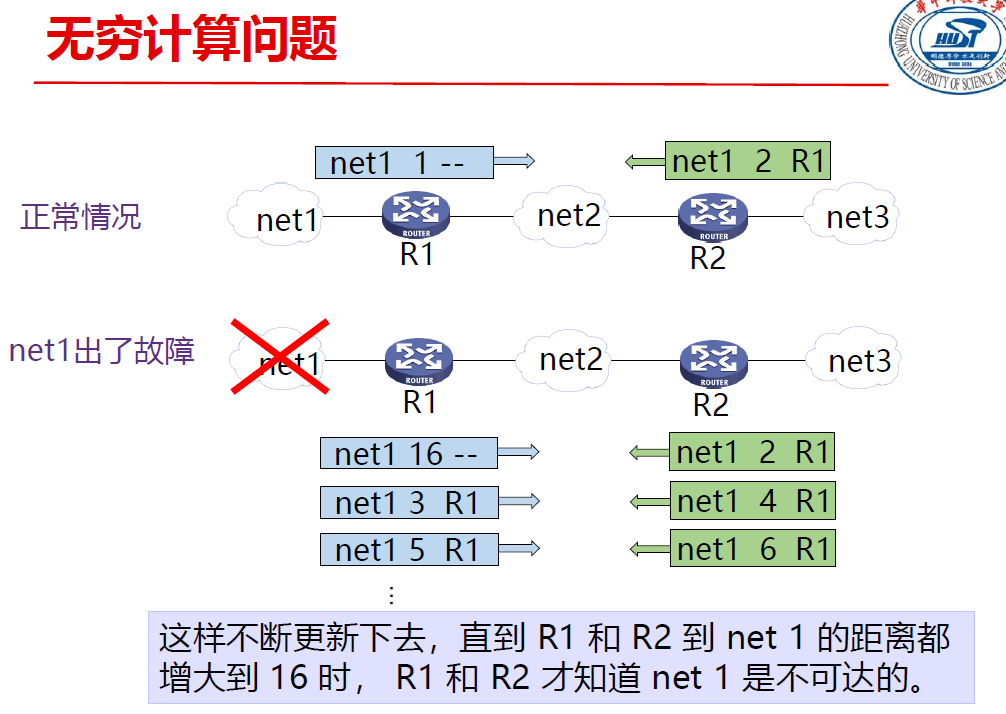 无穷计算问题
HUST
net1 1 --
net1 2 R1
正常情况
net1
ROUTER
R1
net2
ROUTER
R2
net3
net1出了故障
net1
ROUTER
R1
net2
ROUTER
R2
net3
net1 16 --
net1 2 R1
net1 3 R1
net1 4 R1
net1 5 R1
net1 6 R1
⋮
这样不断更新下去，直到 R1 和 R2 到 net 1 的距离都
增大到 16 时， R1 和 R2 才知道 net 1 是不可达的。